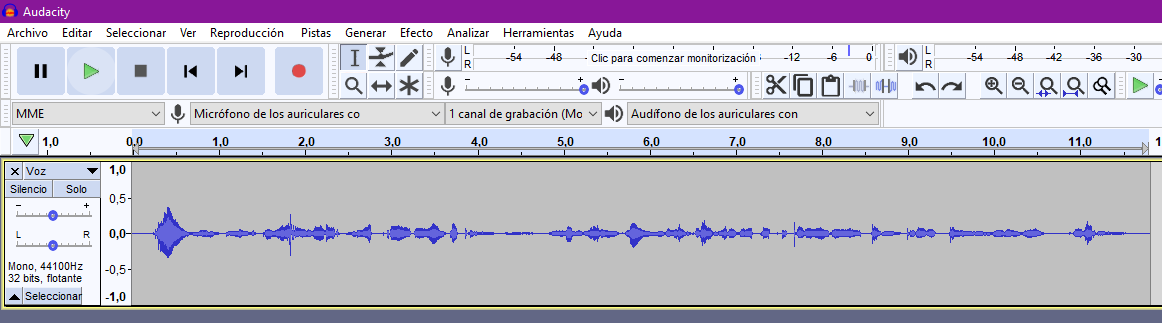 Audacity
Archivo Editar Seleccionar Ver Reproducción Pistas Generar Efecto Analizar Herramientas Ayuda
L
R
-54 -48 Clic para comenzar monitorización -12 -6 0
L
R
-54 -48 -42 -36 -30
MME Micrófono de los auriculares co 1 canal de grabación (Mo Audífono de los auriculares con
1,0 0,0 1,0 2,0 3,0 4,0 5,0 6,0 7,0 8,0 9,0 10,0 11,0 1
Voz
Silencio Solo
- +
L R
Mono, 44100Hz
32 bits, flotante
Seleccionar
1,0
0,5-
0,0-
-0,5-
-1,0